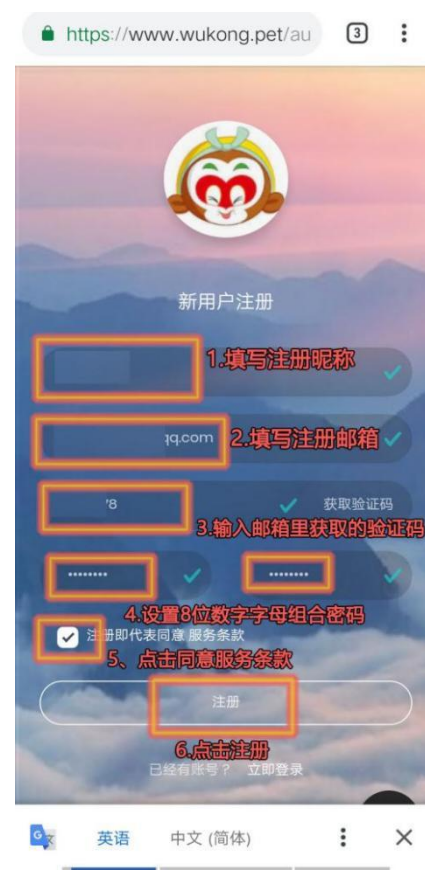 https://www.wukong.pet/au
3
新用户注册
1.填写注册昵称
qq.com
2.填写注册邮箱
'8
获取验证码
3.输入邮箱里获取的验证码
4.设置8位数字字母组合密码
注册即代表同意 服务条款
5、点击同意服务条款
注册
6.点击注册
已经有账号？ 立即登录
英语
中文 (简体)